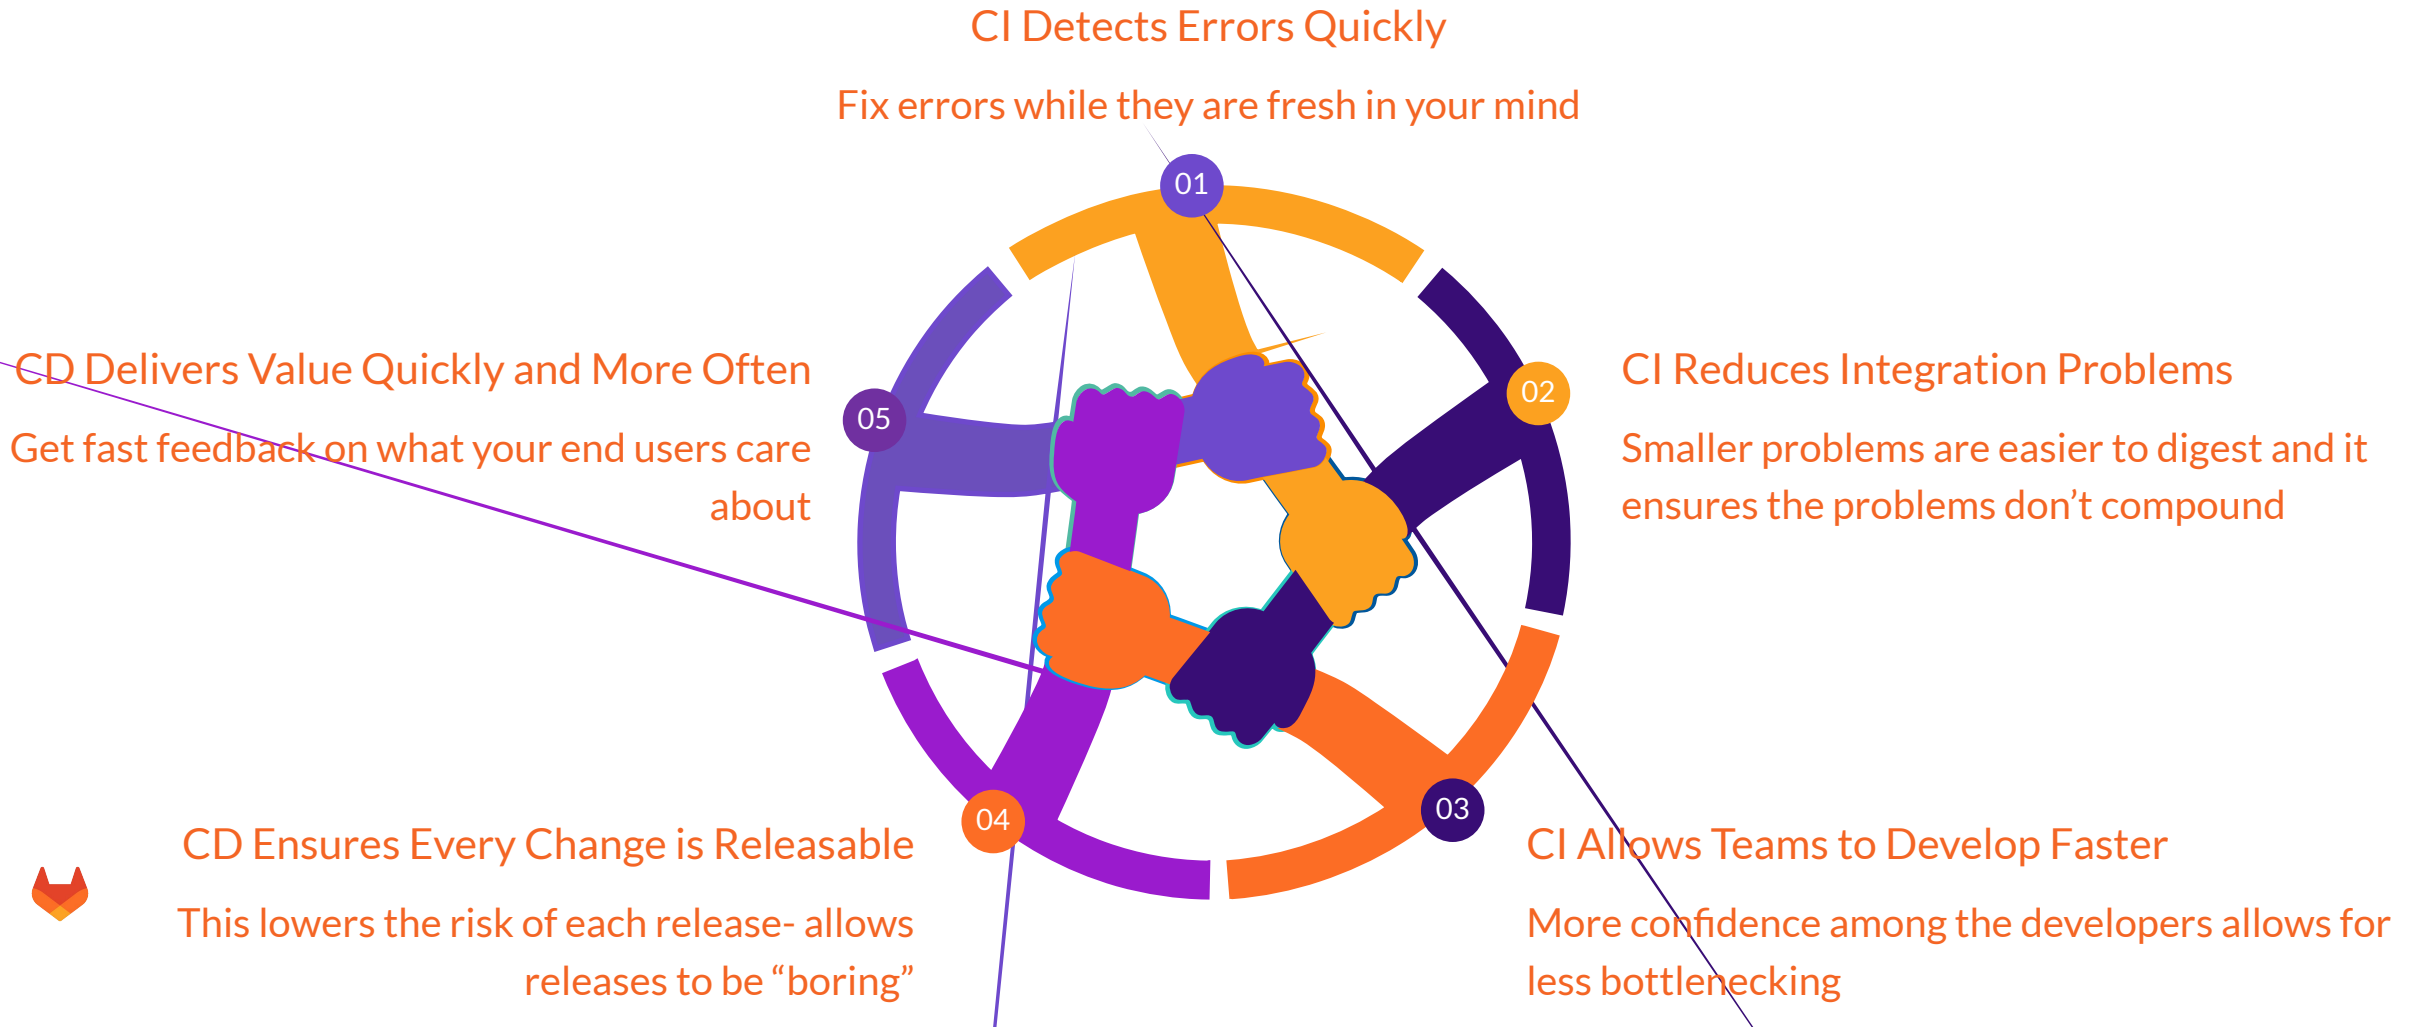 CI Detects Errors Quickly
Fix errors while they are fresh in your mind
01
02
CI Reduces Integration Problems
Smaller problems are easier to digest and it
ensures the problems don’t compound
03
CI Allows Teams to Develop Faster
More confidence among the developers allows for
less bottlenecking
04
CD Ensures Every Change is Releasable
This lowers the risk of each release- allows
releases to be “boring”
05
CD Delivers Value Quickly and More Often
Get fast feedback on what your end users care
about